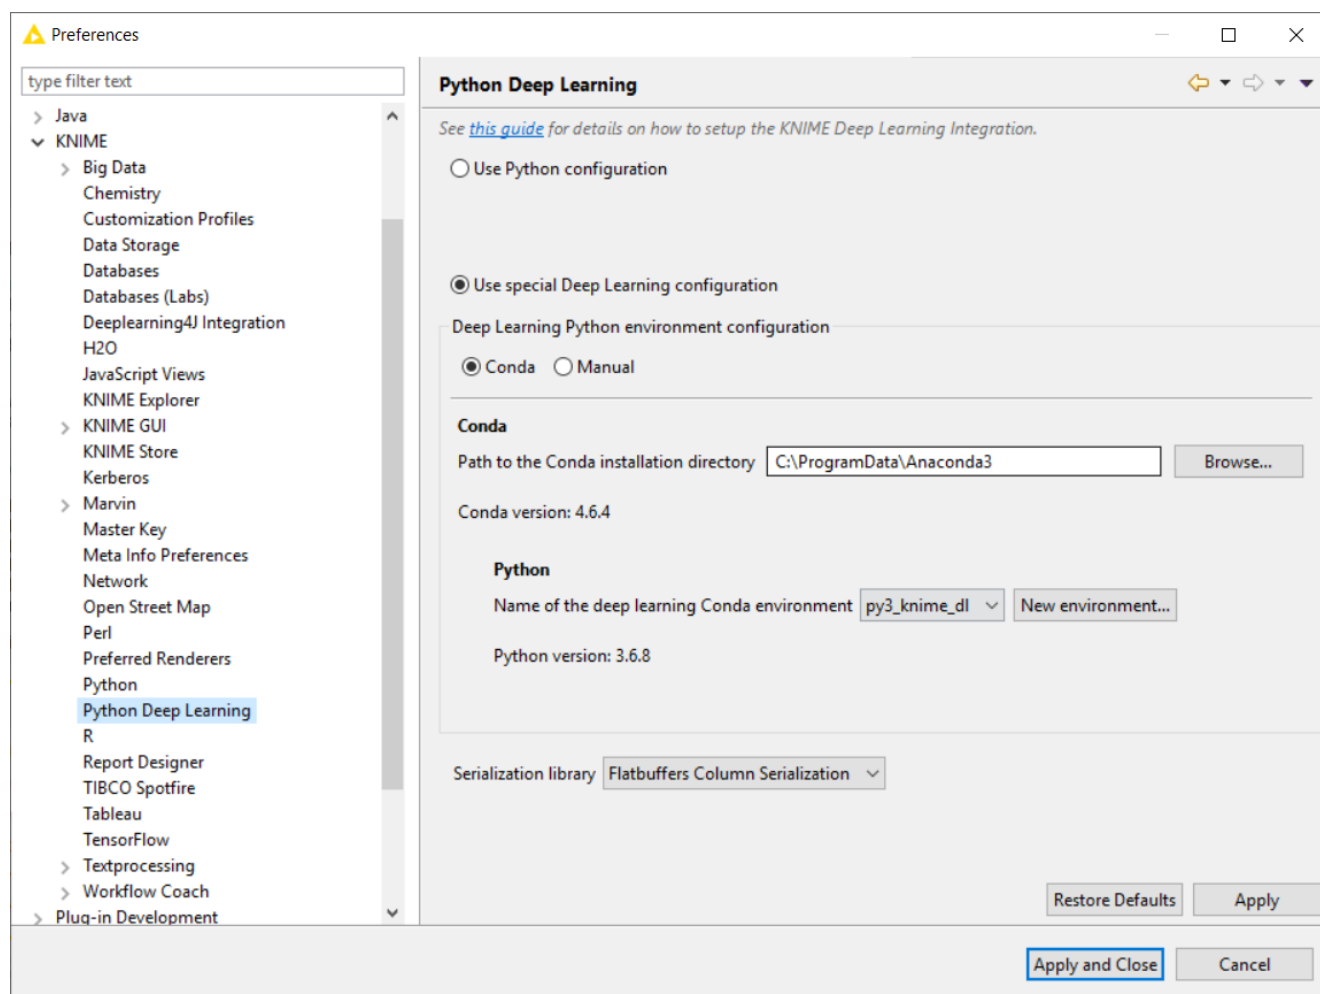 Preferences
type filter text
Java
KNIME
Big Data
Chemistry
Customization Profiles
Data Storage
Databases
Databases (Labs)
Deeplearning4J Integration
H2O
JavaScript Views
KNIME Explorer
KNIME GUI
KNIME Store
Kerberos
Marvin
Master Key
Meta Info Preferences
Network
Open Street Map
Perl
Preferred Renderers
Python
Python Deep Learning
R
Report Designer
TIBCO Spotfire
Tableau
TensorFlow
Textprocessing
Workflow Coach
Plug-in Development
Python Deep Learning
See this guide for details on how to setup the KNIME Deep Learning Integration.
Use Python configuration
Use special Deep Learning configuration
Deep Learning Python environment configuration
Conda Manual
Conda
Path to the Conda installation directory C:\ProgramData\Anaconda3 Browse...
Conda version: 4.6.4
Python
Name of the deep learning Conda environment py3_knime_dl New environment...
Python version: 3.6.8
Serialization library Flatbuffers Column Serialization
Restore Defaults Apply
Apply and Close Cancel